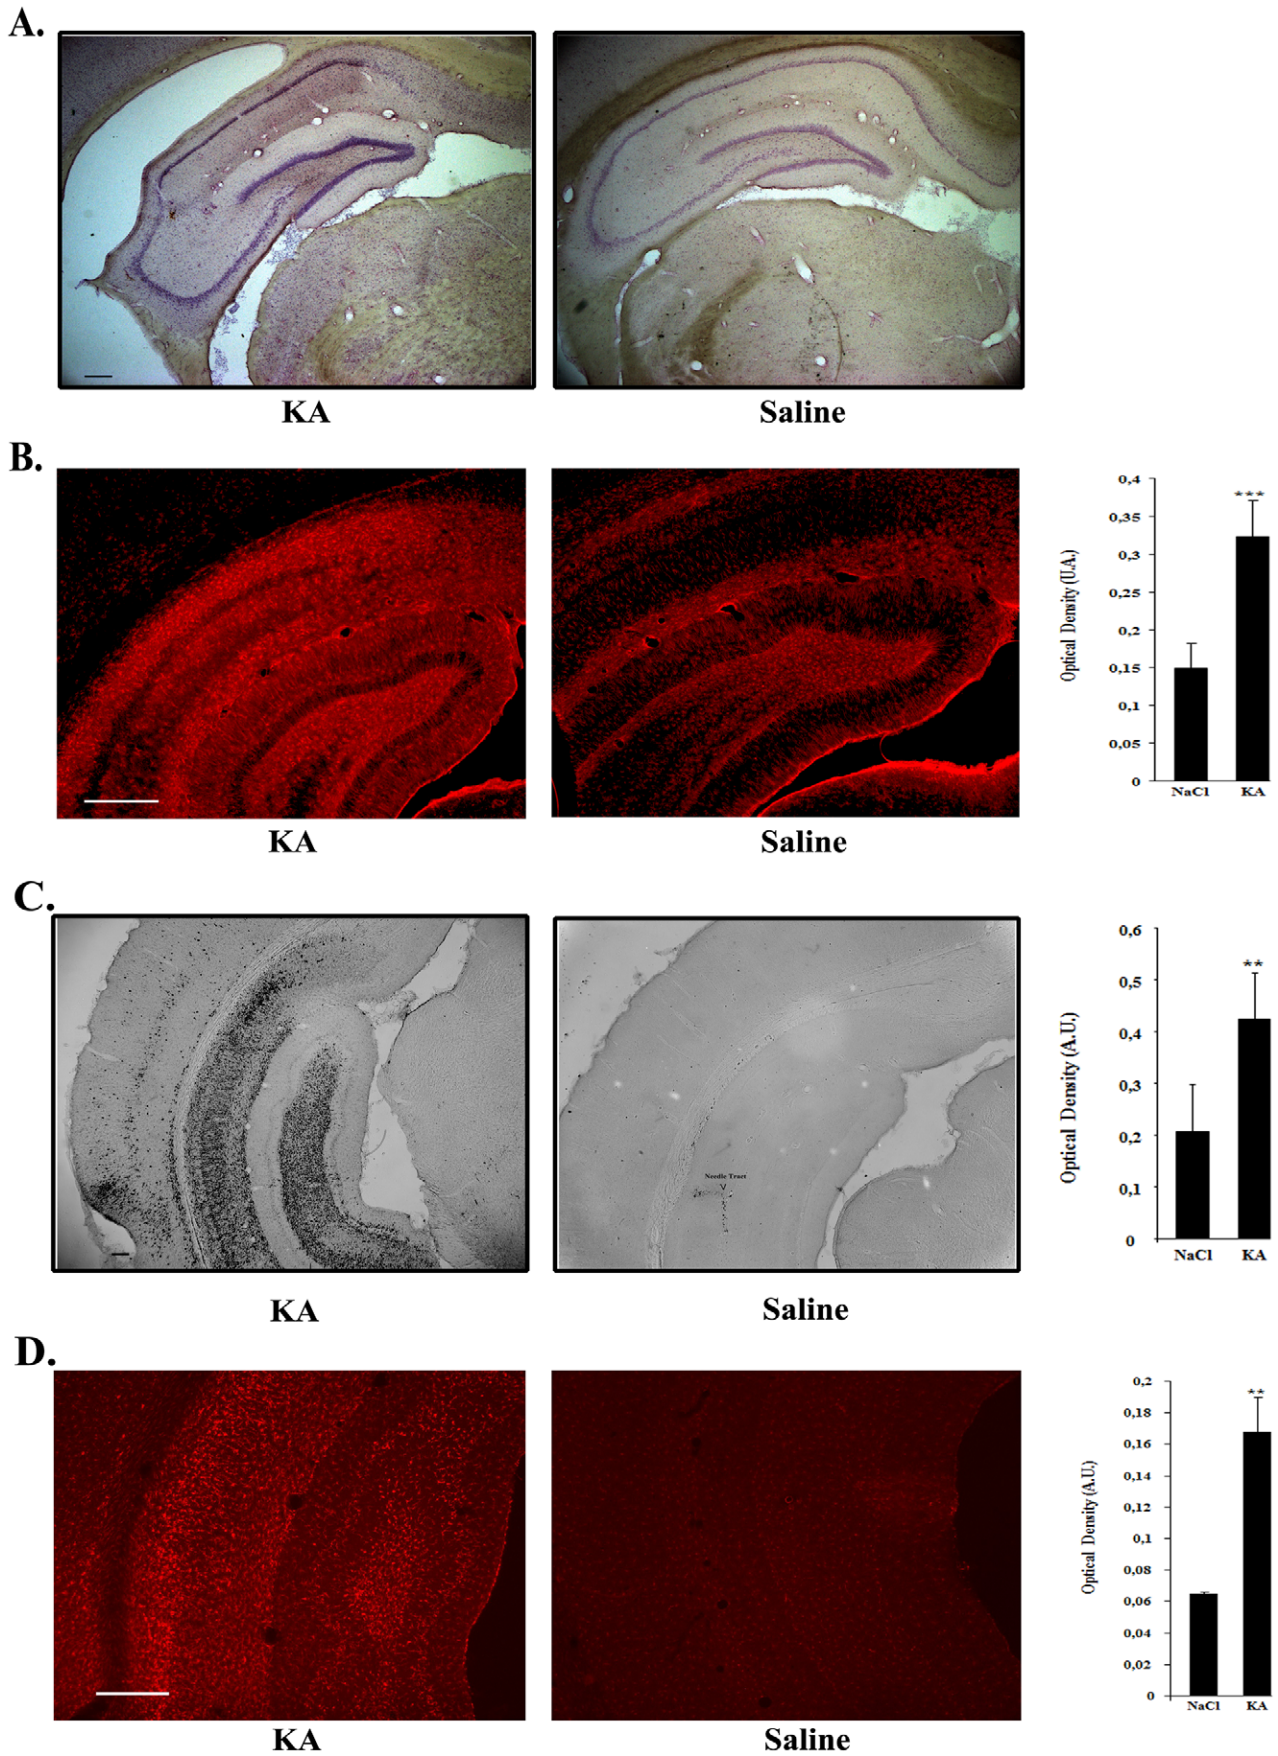 A.
KA
Saline
B.
KA
Saline
Optical Density (U.A.)
0,4
0,35
0,3
0,25
0,2
0,15
0,1
0,05
0
***
NaCl
KA
C.
Needle Tract
KA
Saline
Optical Density (A.U.)
0,6
0,5
0,4
0,3
0,2
0,1
0
**
NaCl
KA
D.
KA
Saline
Optical Density (A.U.)
0,2
0,18
0,16
0,14
0,12
0,1
0,08
0,06
0,04
0,02
0
**
NaCl
KA